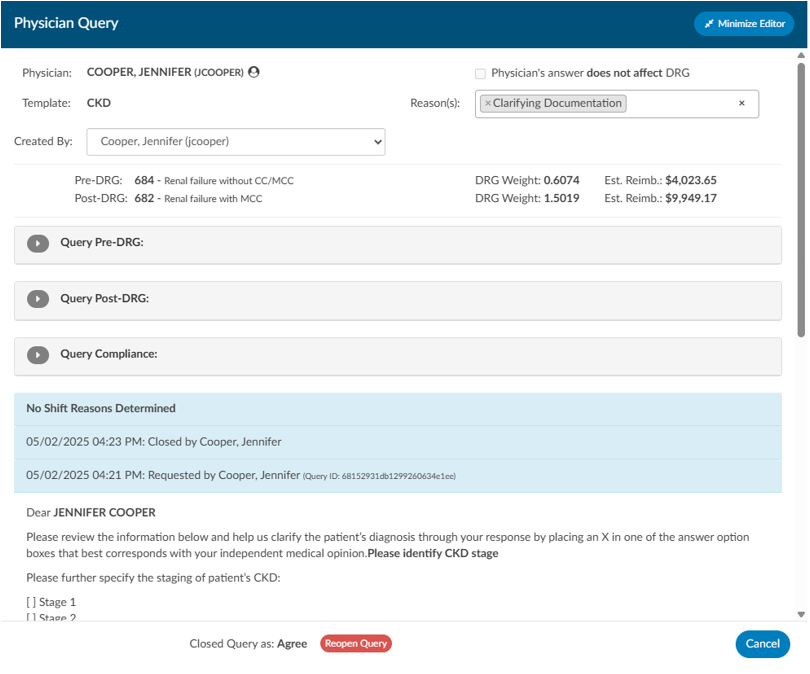 Physician Query
Minimize Editor
Physician: COOPER, JENNIFER (JCOOPER)
Physician's answer does not affect DRG
Template: CKD
Reason(s): × Clarifying Documentation ×
Created By: Cooper, Jennifer (jcooper)
Pre-DRG: 684 - Renal failure without CC/MCC DRG Weight: 0.6074 Est. Reimb.: $4,023.65
Post-DRG: 682 - Renal failure with MCC DRG Weight: 1.5019 Est. Reimb.: $9,949.17
Query Pre-DRG:
Query Post-DRG:
Query Compliance:
No Shift Reasons Determined
05/02/2025 04:23 PM: Closed by Cooper, Jennifer
05/02/2025 04:21 PM: Requested by Cooper, Jennifer (Query ID: 68152931db1299260634e1ee)
Dear JENNIFER COOPER
Please review the information below and help us clarify the patient's diagnosis through your response by placing an X in one of the answer option
boxes that best corresponds with your independent medical opinion.Please identify CKD stage
Please further specify the staging of patient's CKD:
[ ] Stage 1
[ ] Stage 2
Closed Query as: Agree Reopen Query
Cancel